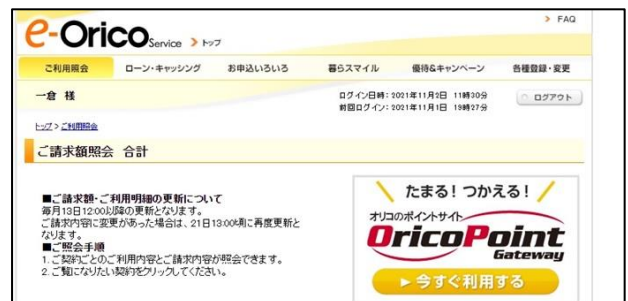 > FAQ
e-Orico Service > トップ
ご利用照会 ローン・キャッシング お申込いろいろ 暮らスマイル 優待&キャンペーン 各種登録・変更
一倉 様
ログイン日時：2021年11月2日 11時30分
前回ログイン：2021年11月1日 19時27分
ログアウト
トップ>ご利用照会
ご請求額照会 合計
■ご請求額・ご利用明細の更新について
毎月13日12:00以降の更新となります。
ご請求内容に変更があった場合は、21日13:00頃に再度更新と
なります。
■ご照会手順
1. ご契約ごとのご利用内容とご請求内容が照会できます。
2. ご覧になりたい契約をクリックしてください。
たまる！つかえる！
オリコのポイントサイト
OricoPoint
Gateway
▶今すぐ利用する